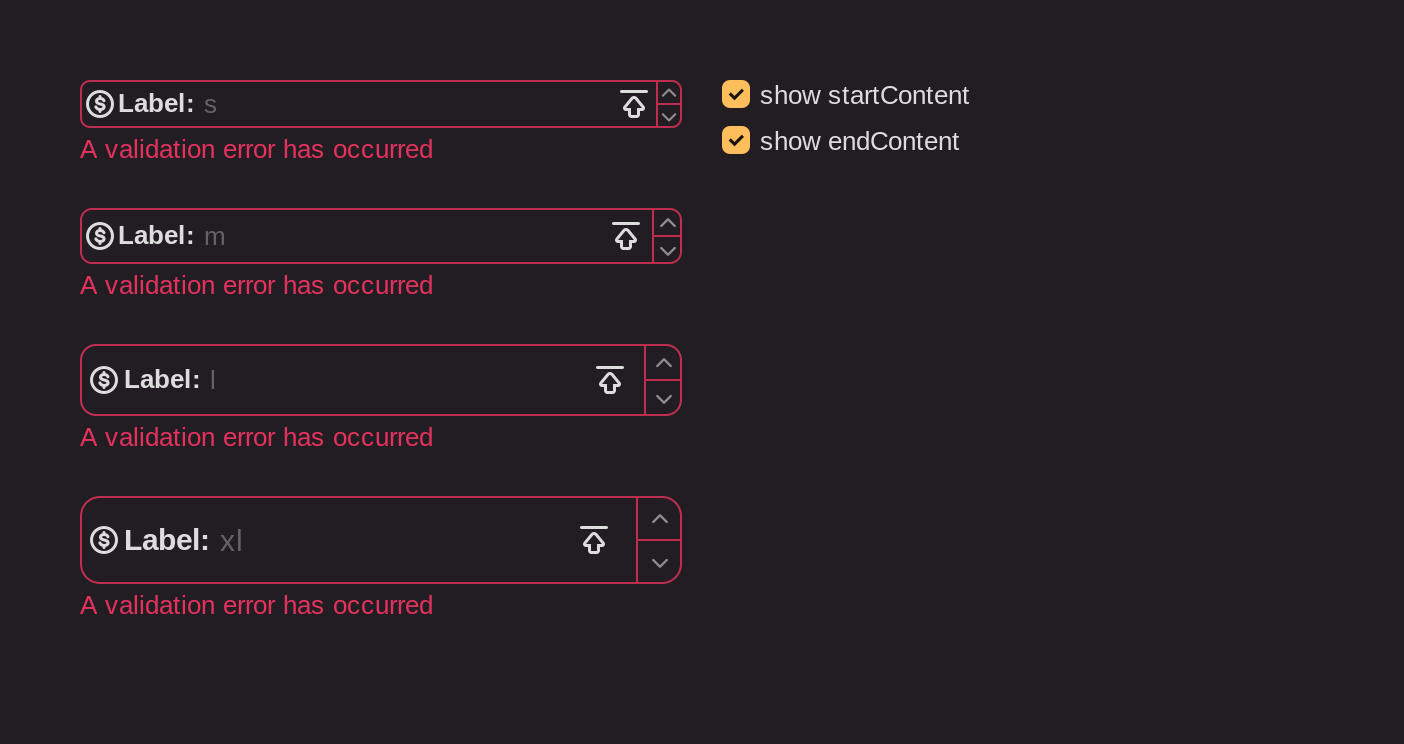 Label: s
A validation error has occurred
show startContent
show endContent
Label: m
A validation error has occurred
Label: l
A validation error has occurred
Label: xl
A validation error has occurred